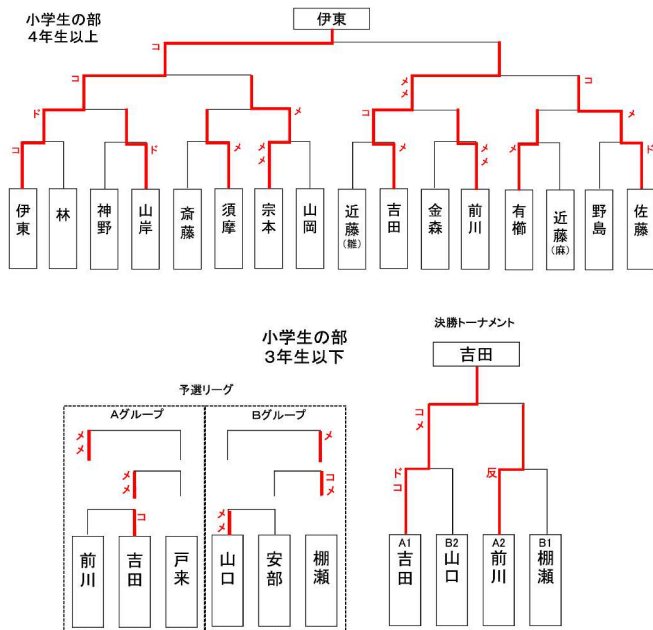 小学生の部
4年生以上
伊東
コ
コ
メ
メ
コ
ド
メ
コ
メ
コ
ド
メ
メ
メ
メ
メ
メ
メ
ド
伊東
林
神野
山岸
斎藤
須摩
宗本
山岡
近藤(雛)
吉田
金森
前川
有櫛
近藤(麻)
野島
佐藤
小学生の部
3年生以下
決勝トーナメント
吉田
予選リーグ
Aグループ
Bグループ
メ
メ
メ
メ
メ
コ
メ
コ
メ
メ
前川
吉田
戸来
山口
安部
棚瀬
コ
メ
ド
コ
反
A1
吉田
B2
山口
A2
前川
B1
棚瀬